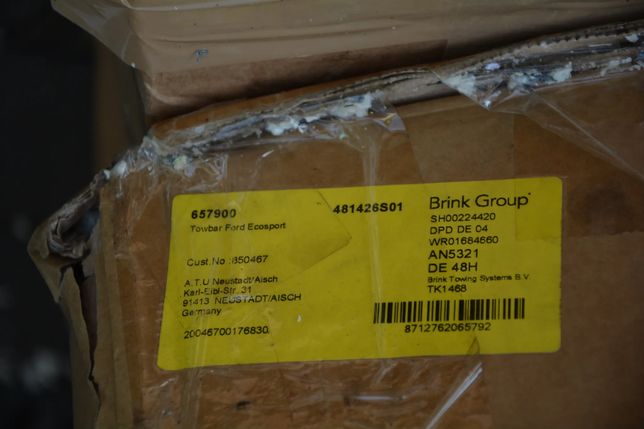 657900
481426S01
Towbar Ford Ecosport
Cust.No.:850467
A.T.U Neustadt/Aisch
Karl-Eibl-Str. 31
91413 NEUSTADT/AISCH
Germany
20046700176830
Brink Group
SH00224420
DPD DE 04
WR01684660
AN5321
DE 48H
Brink Towing Systems B.V.
TK1468
8712762065792